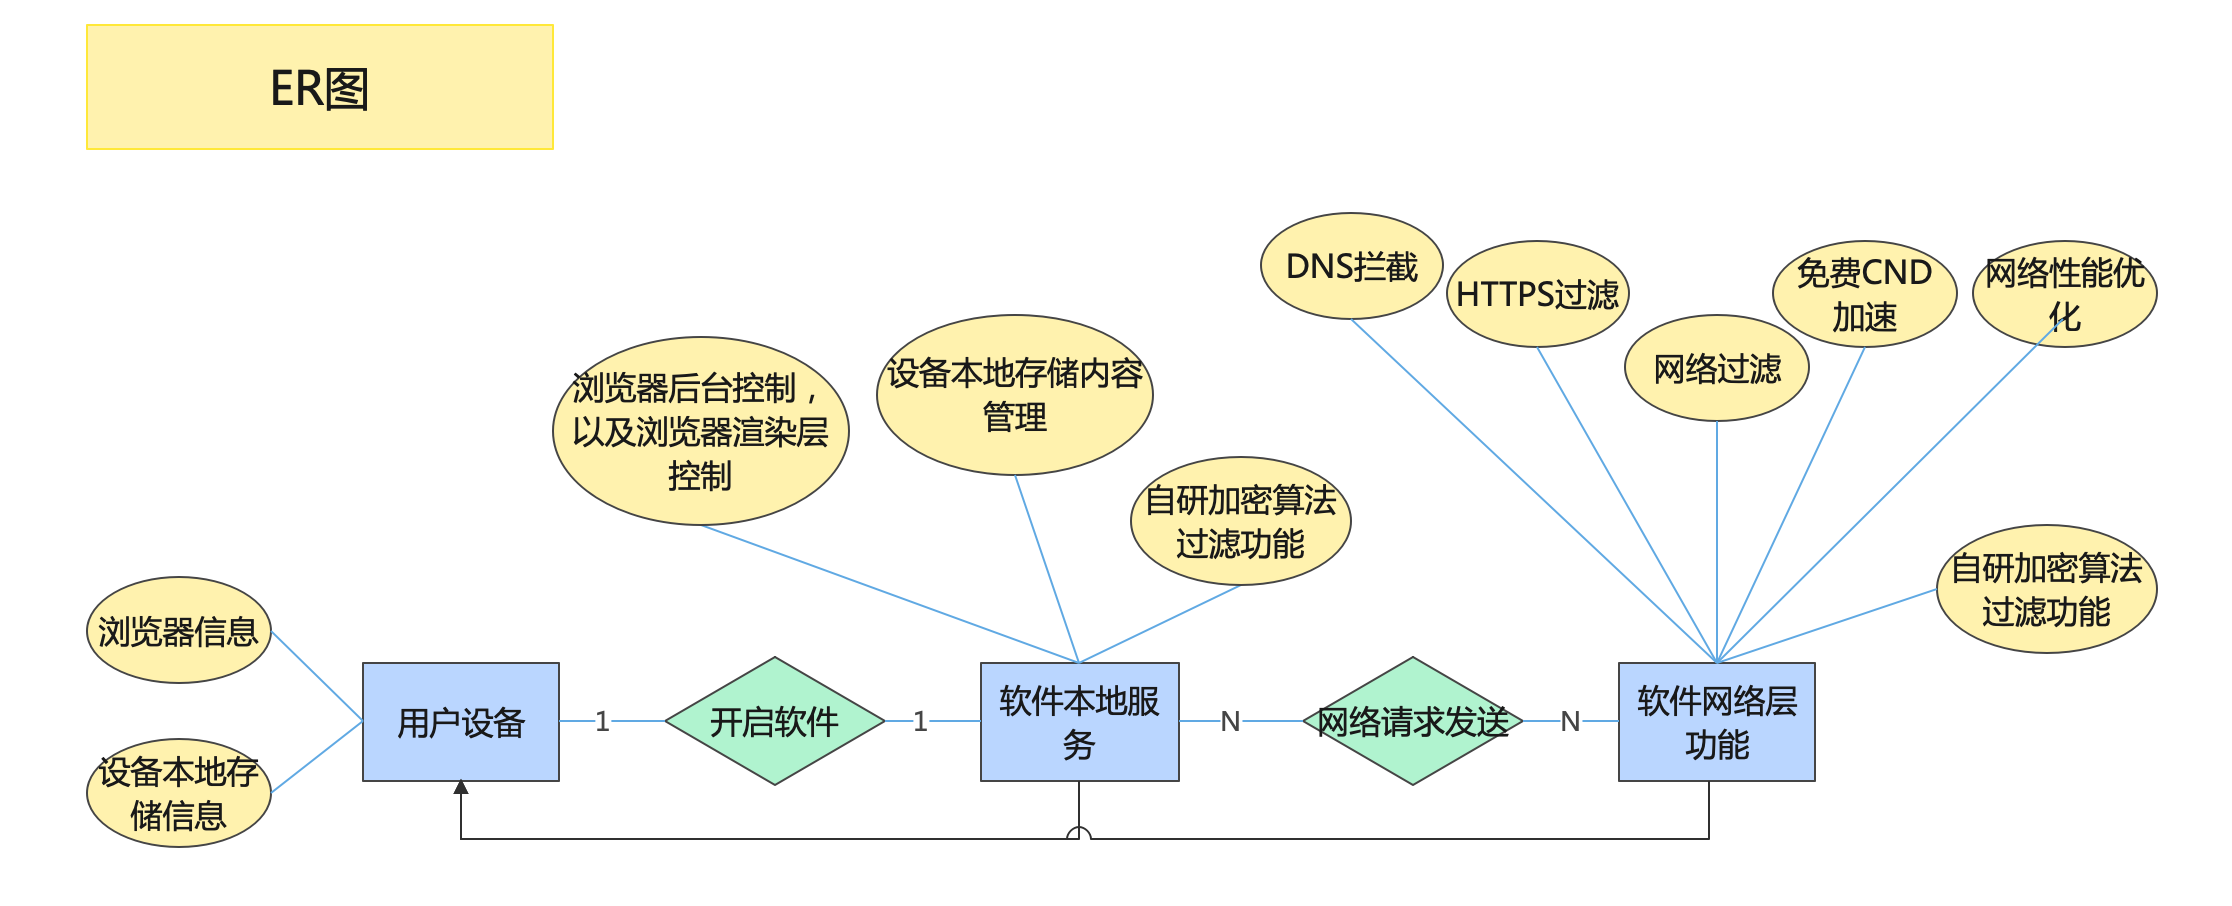 ER图
DNS拦截
HTTPS过滤
网络过滤
免费CND
加速
网络性能优
化
浏览器后台控制，
以及浏览器渲染层
控制
设备本地存储内容
管理
自研加密算法
过滤功能
自研加密算法
过滤功能
浏览器信息
设备本地存
储信息
用户设备
1
开启软件
1
软件本地服
务
N
网络请求发送
N
软件网络层
功能